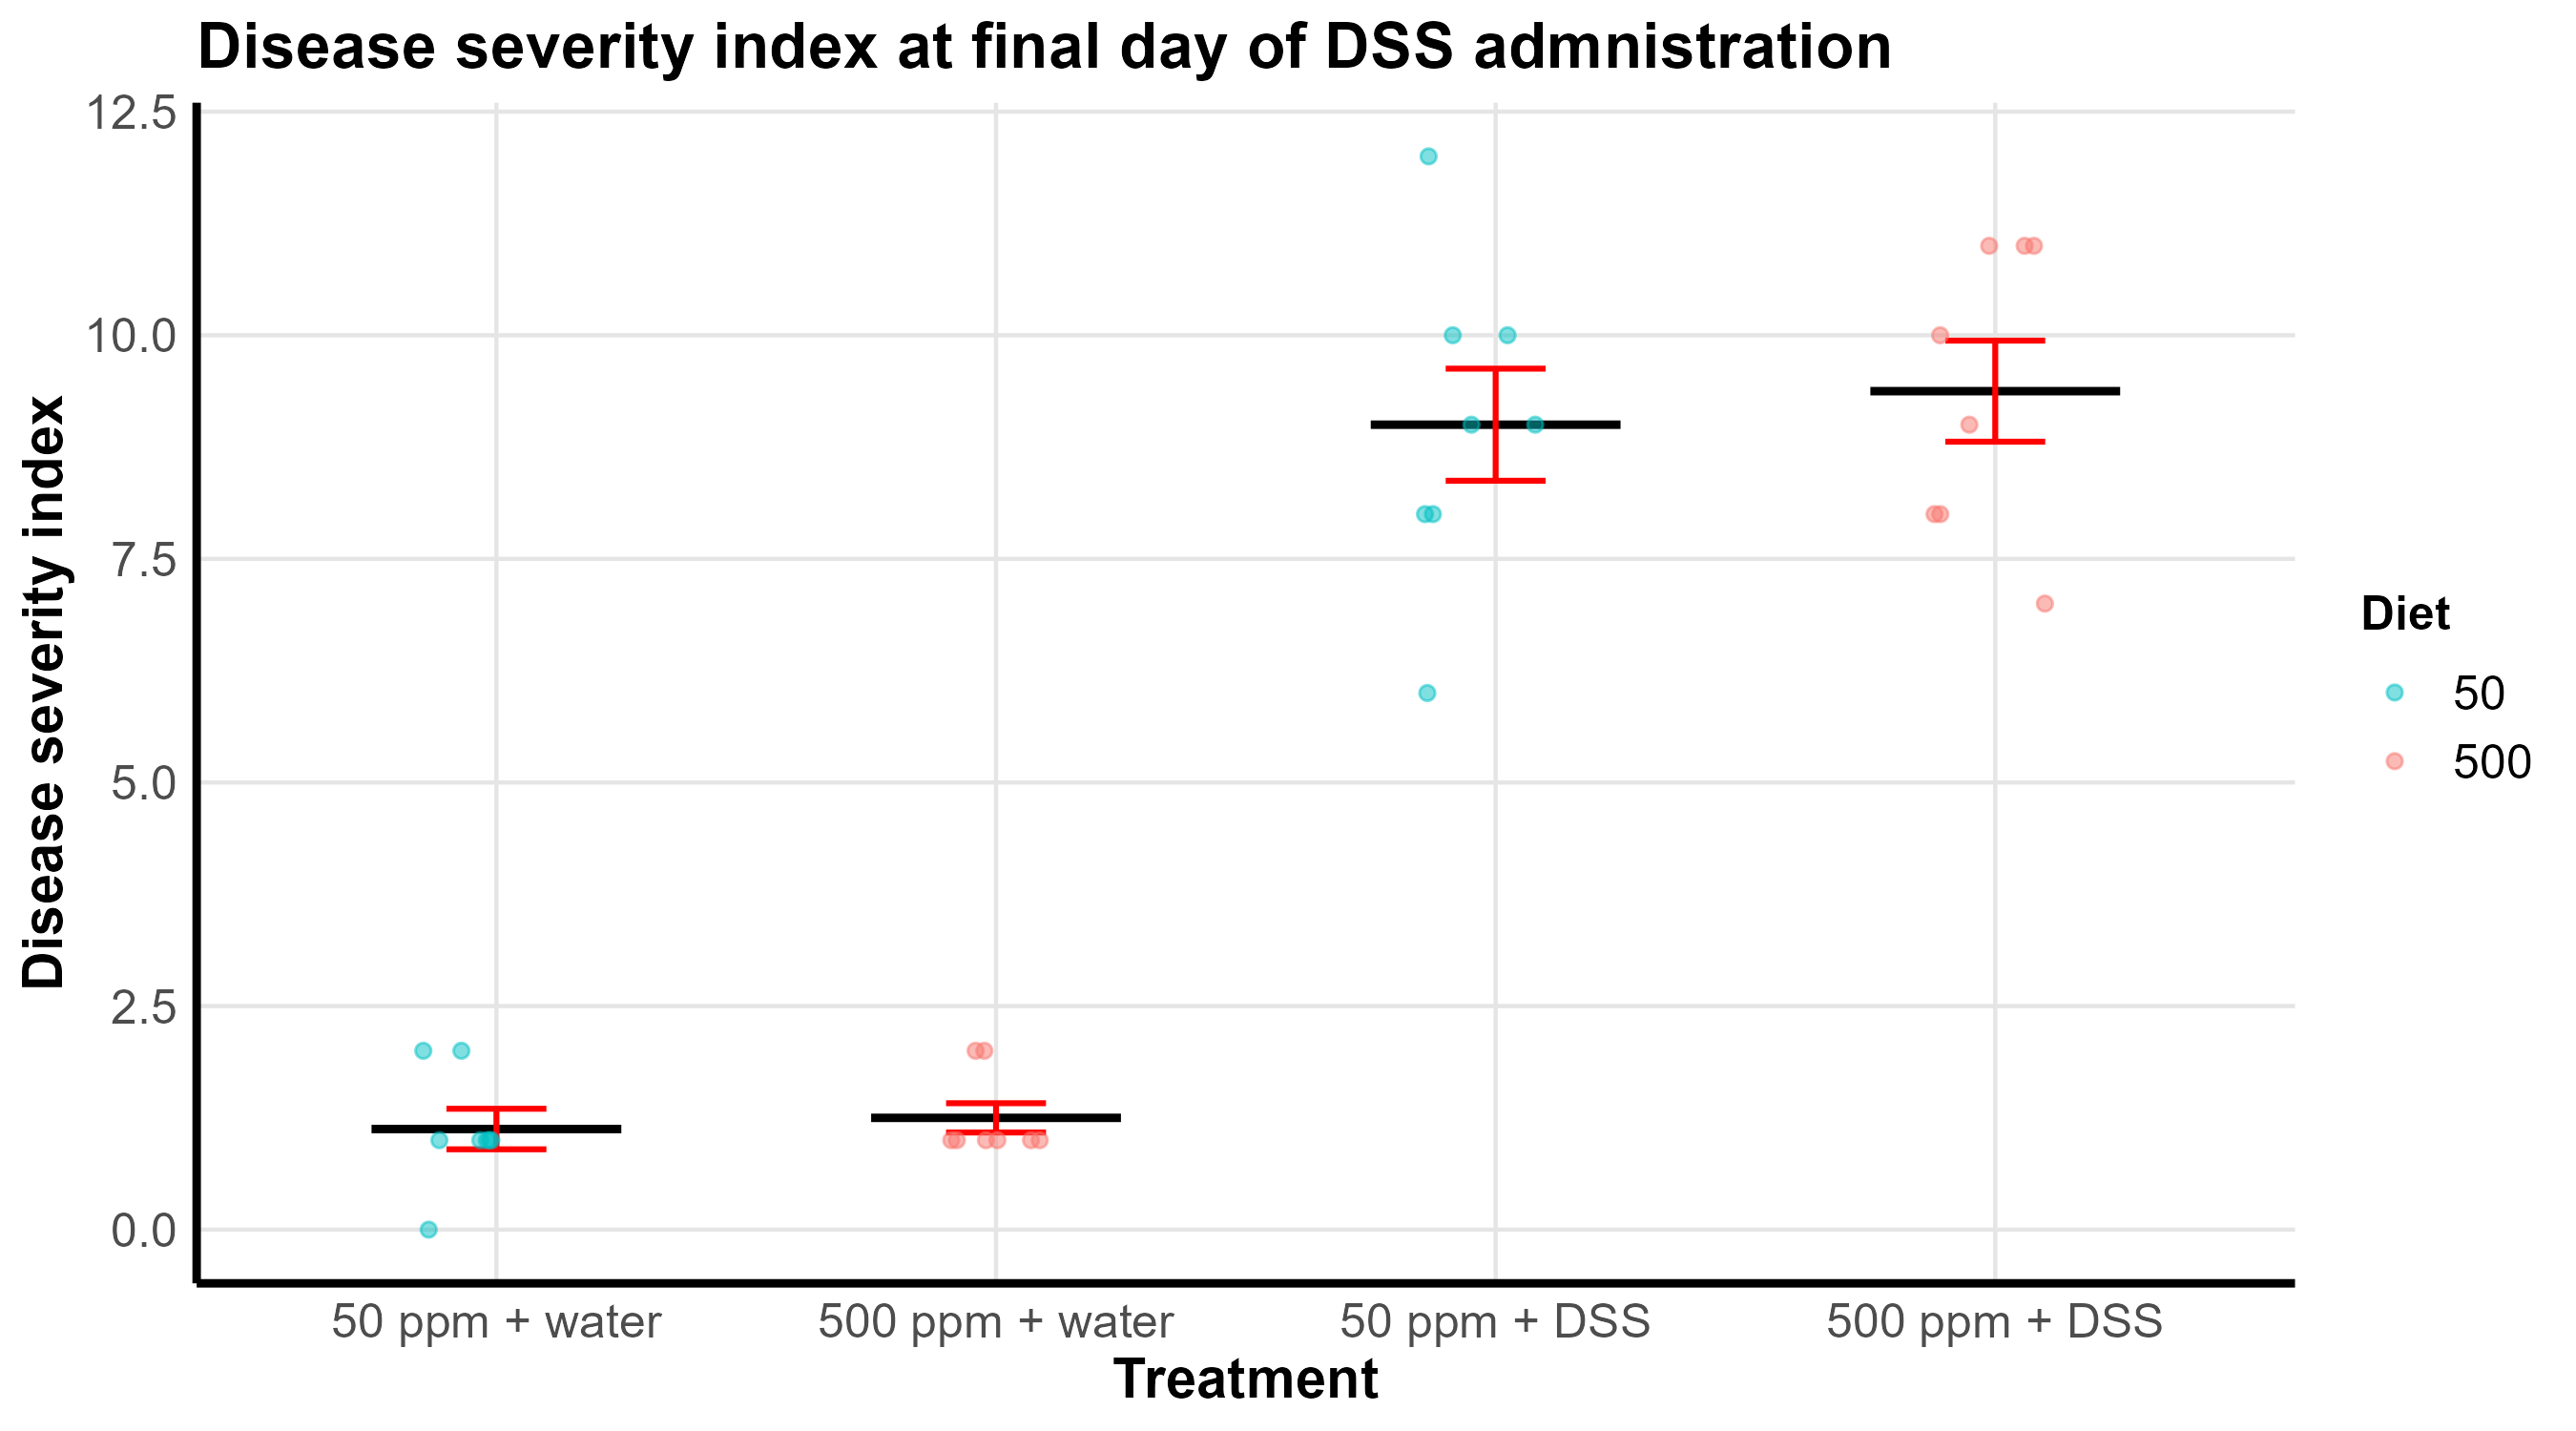 Disease severity index at final day of DSS admnistration
Disease severity index
12.5
10.0
7.5
5.0
2.5
0.0
50 ppm + water
500 ppm + water
50 ppm + DSS
500 ppm + DSS
Treatment
Diet
50
500